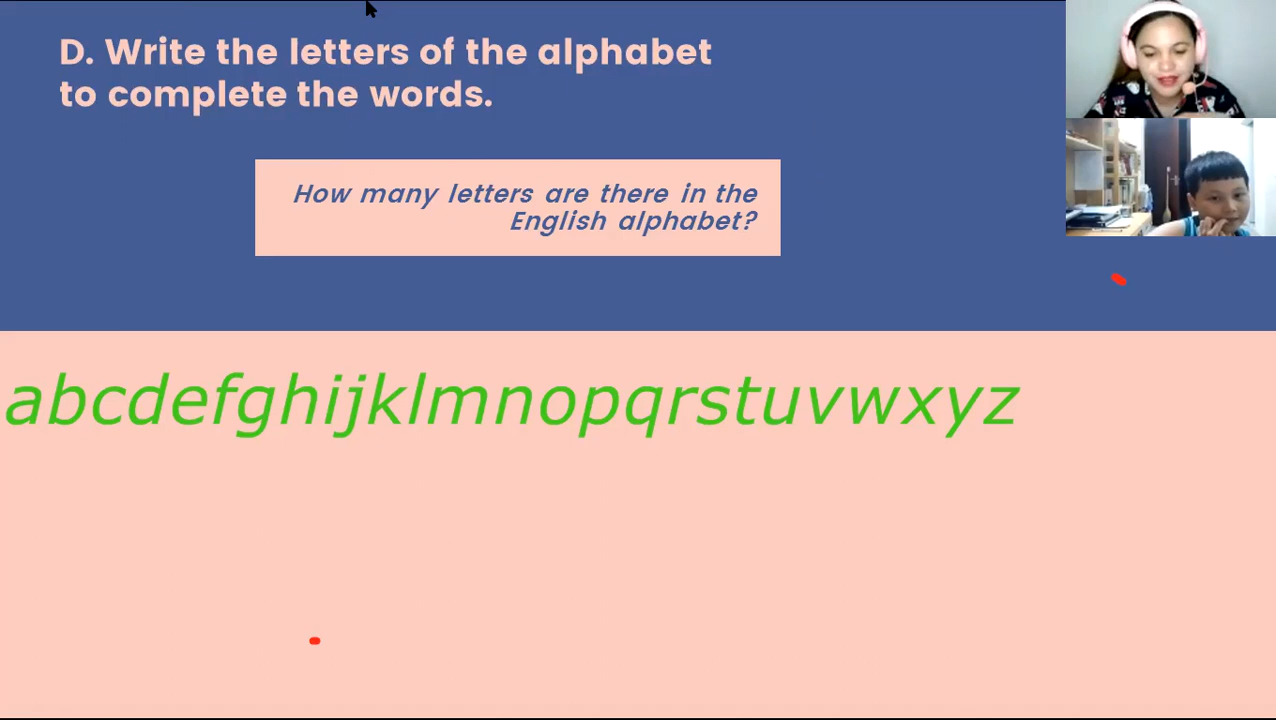 D. Write the letters of the alphabet
to complete the words.
How many letters are there in the
English alphabet?
abcdefghijklmnopqrstuvwxyz